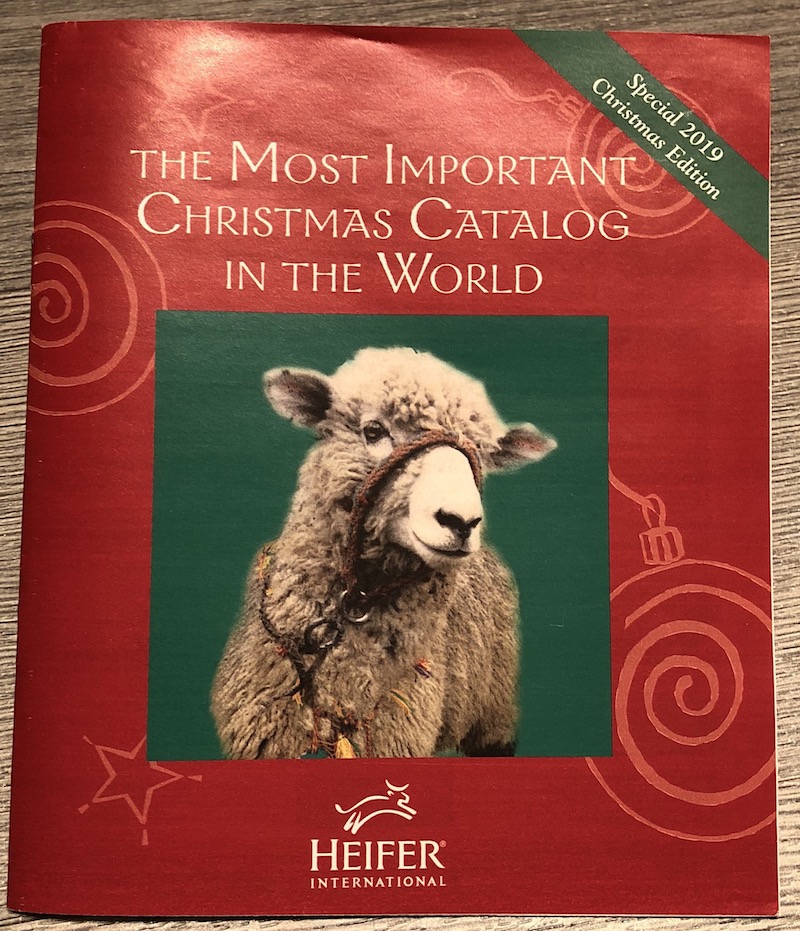 Special 2019
Christmas Edition
THE MOST IMPORTANT
CHRISTMAS CATALOG
IN THE WORLD
HEIFER®
INTERNATIONAL